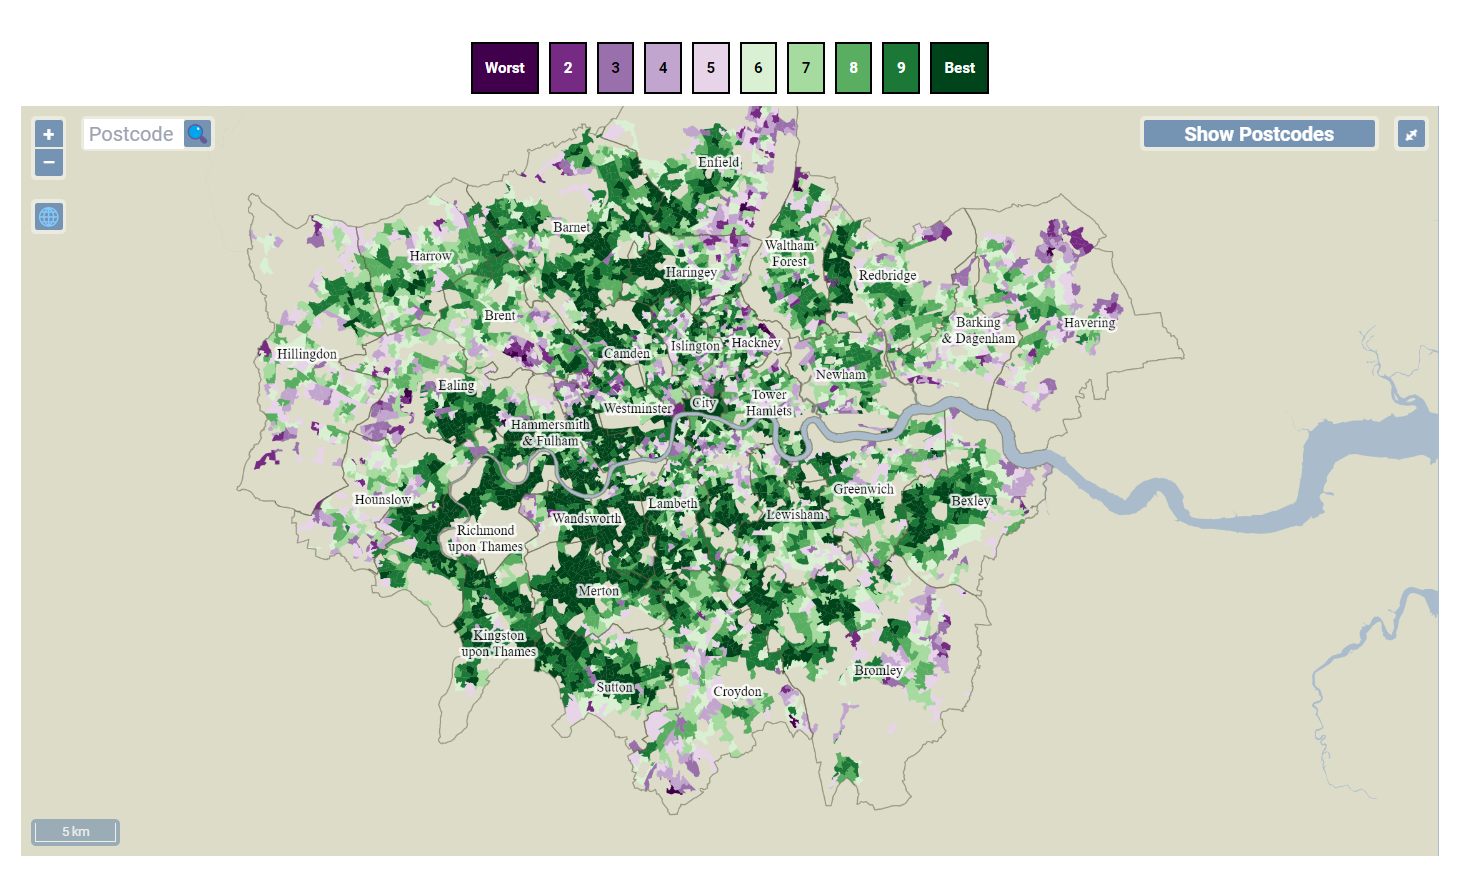 Worst 2 3 4 5 6 7 8 9 Best
+
Postcode
Show Postcodes
−
Enfield
Barnet
Waltham
Forest
Harrow
Haringey
Redbridge
Brent
Barking
& Dagenham
Havering
Hillingdon
Camden
Islington
Hackney
Newham
Ealing
Westminster
City
Tower
Hamlets
Hammersmith
& Fulham
Hounslow
Greenwich
Bexley
Lambeth
Wandsworth
Lewisham
Richmond
upon Thames
Merton
Kingston
upon Thames
Bromley
Sutton
Croydon
5 km